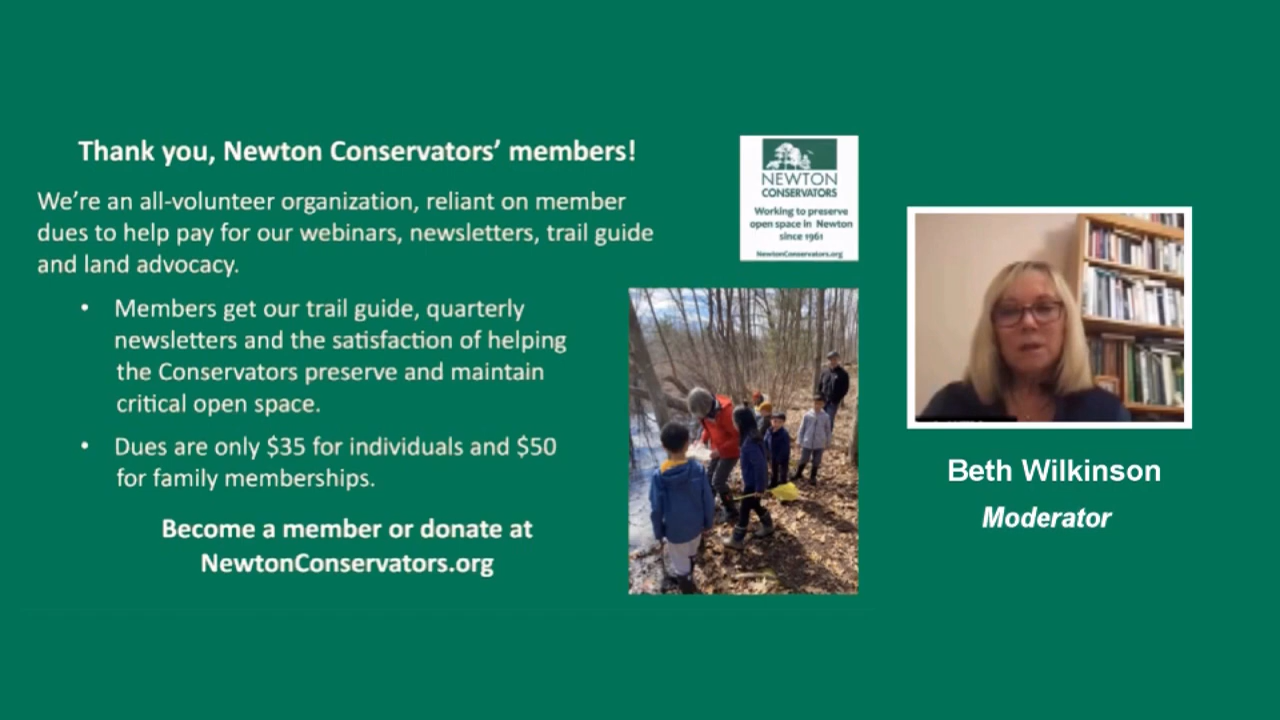 Thank you, Newton Conservators’ members!
We’re an all-volunteer organization, reliant on member
dues to help pay for our webinars, newsletters, trail guide
and land advocacy.
• Members get our trail guide, quarterly
newsletters and the satisfaction of helping
the Conservators preserve and maintain
critical open space.
• Dues are only $35 for individuals and $50
for family memberships.
Become a member or donate at
NewtonConservators.org
NEWTON
CONSERVATORS
Working to preserve
open space in Newton
since 1961
NewtonConservators.org
Beth Wilkinson
Moderator